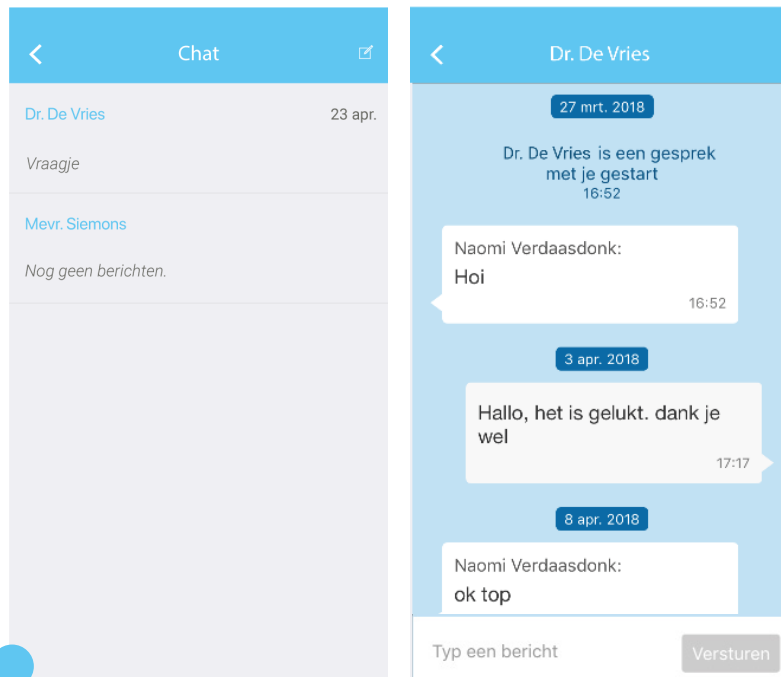 Chat
Dr. De Vries 23 apr.
Vraagje
Mevr. Siemons
Nog geen berichten.
Dr. De Vries
27 mrt. 2018
Dr. De Vries is een gesprek
met je gestart
16:52
Naomi Verdaasdonk:
Hoi
16:52
3 apr. 2018
Hallo, het is gelukt. dank je
wel
17:17
8 apr. 2018
Naomi Verdaasdonk:
ok top
Typ een bericht Versturen